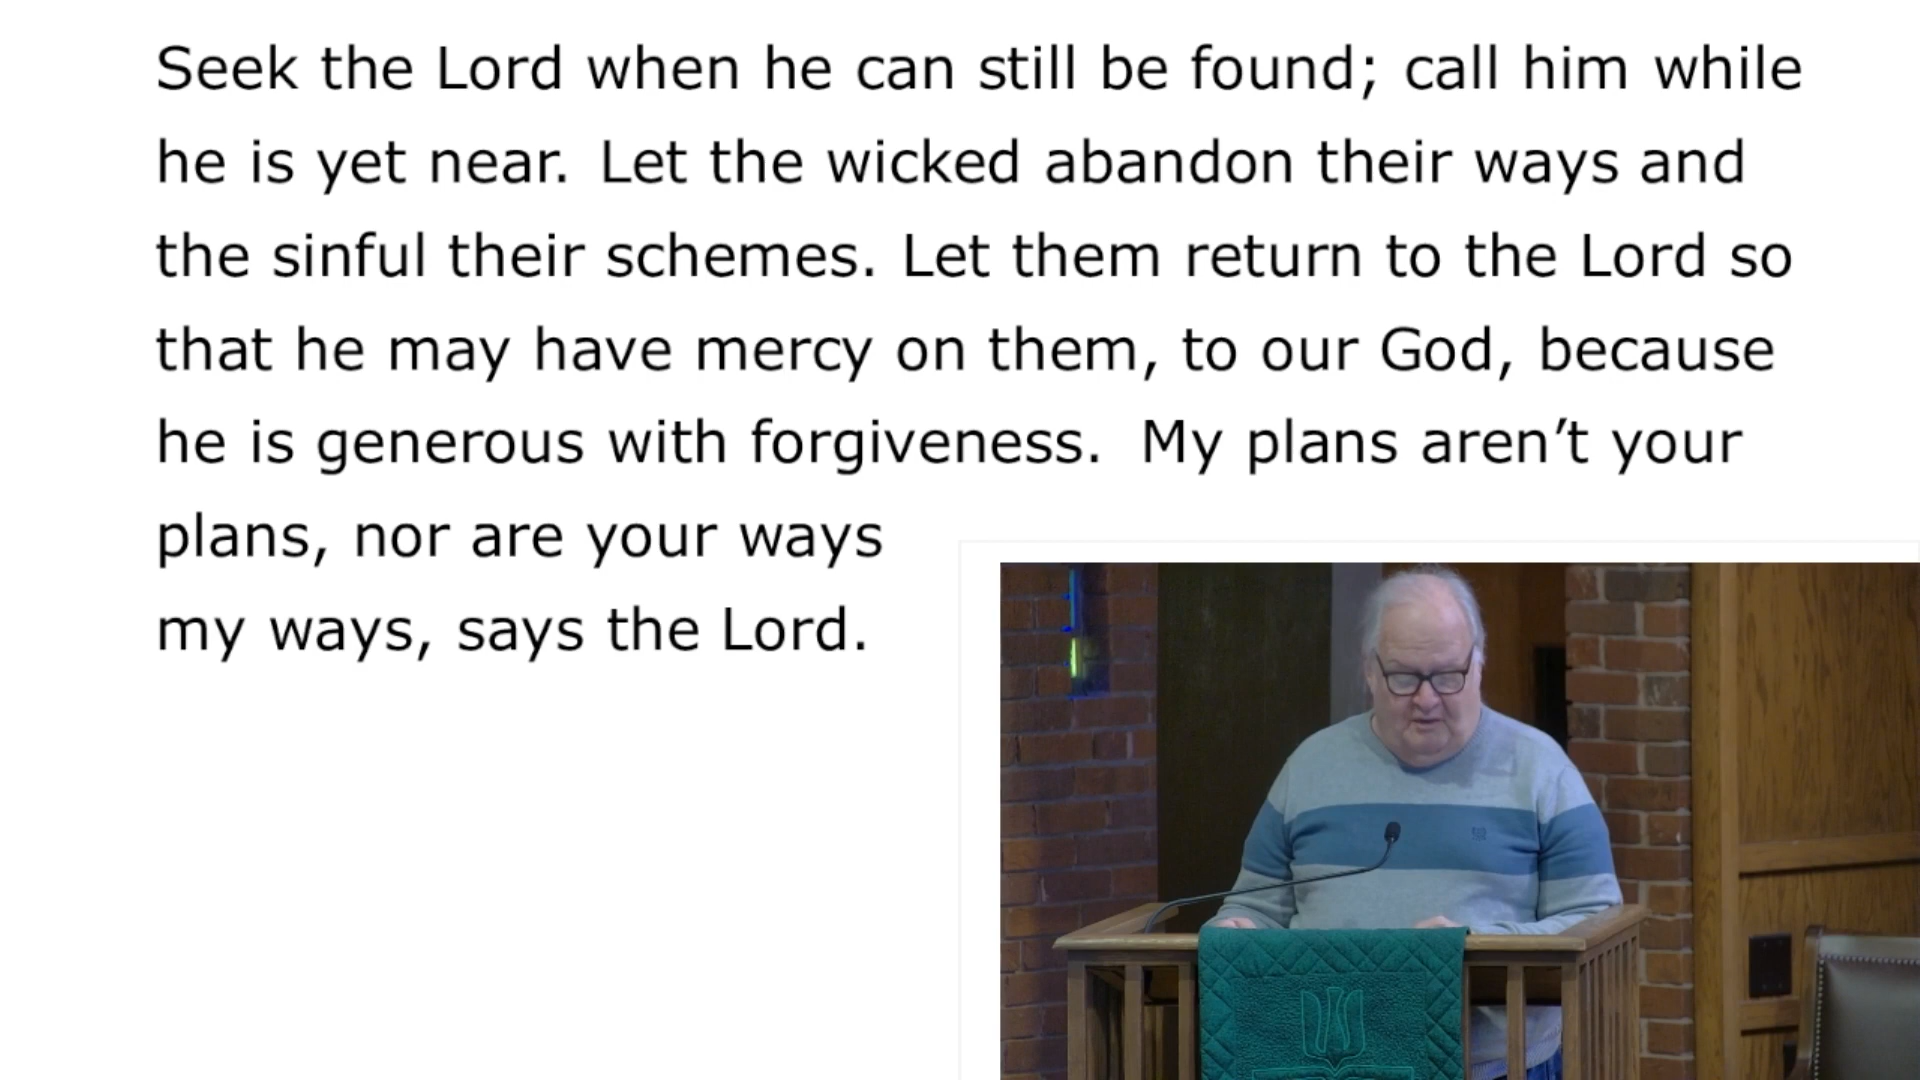 Seek the Lord when he can still be found; call him while
he is yet near. Let the wicked abandon their ways and
the sinful their schemes. Let them return to the Lord so
that he may have mercy on them, to our God, because
he is generous with forgiveness. My plans aren’t your
plans, nor are your ways
my ways, says the Lord.